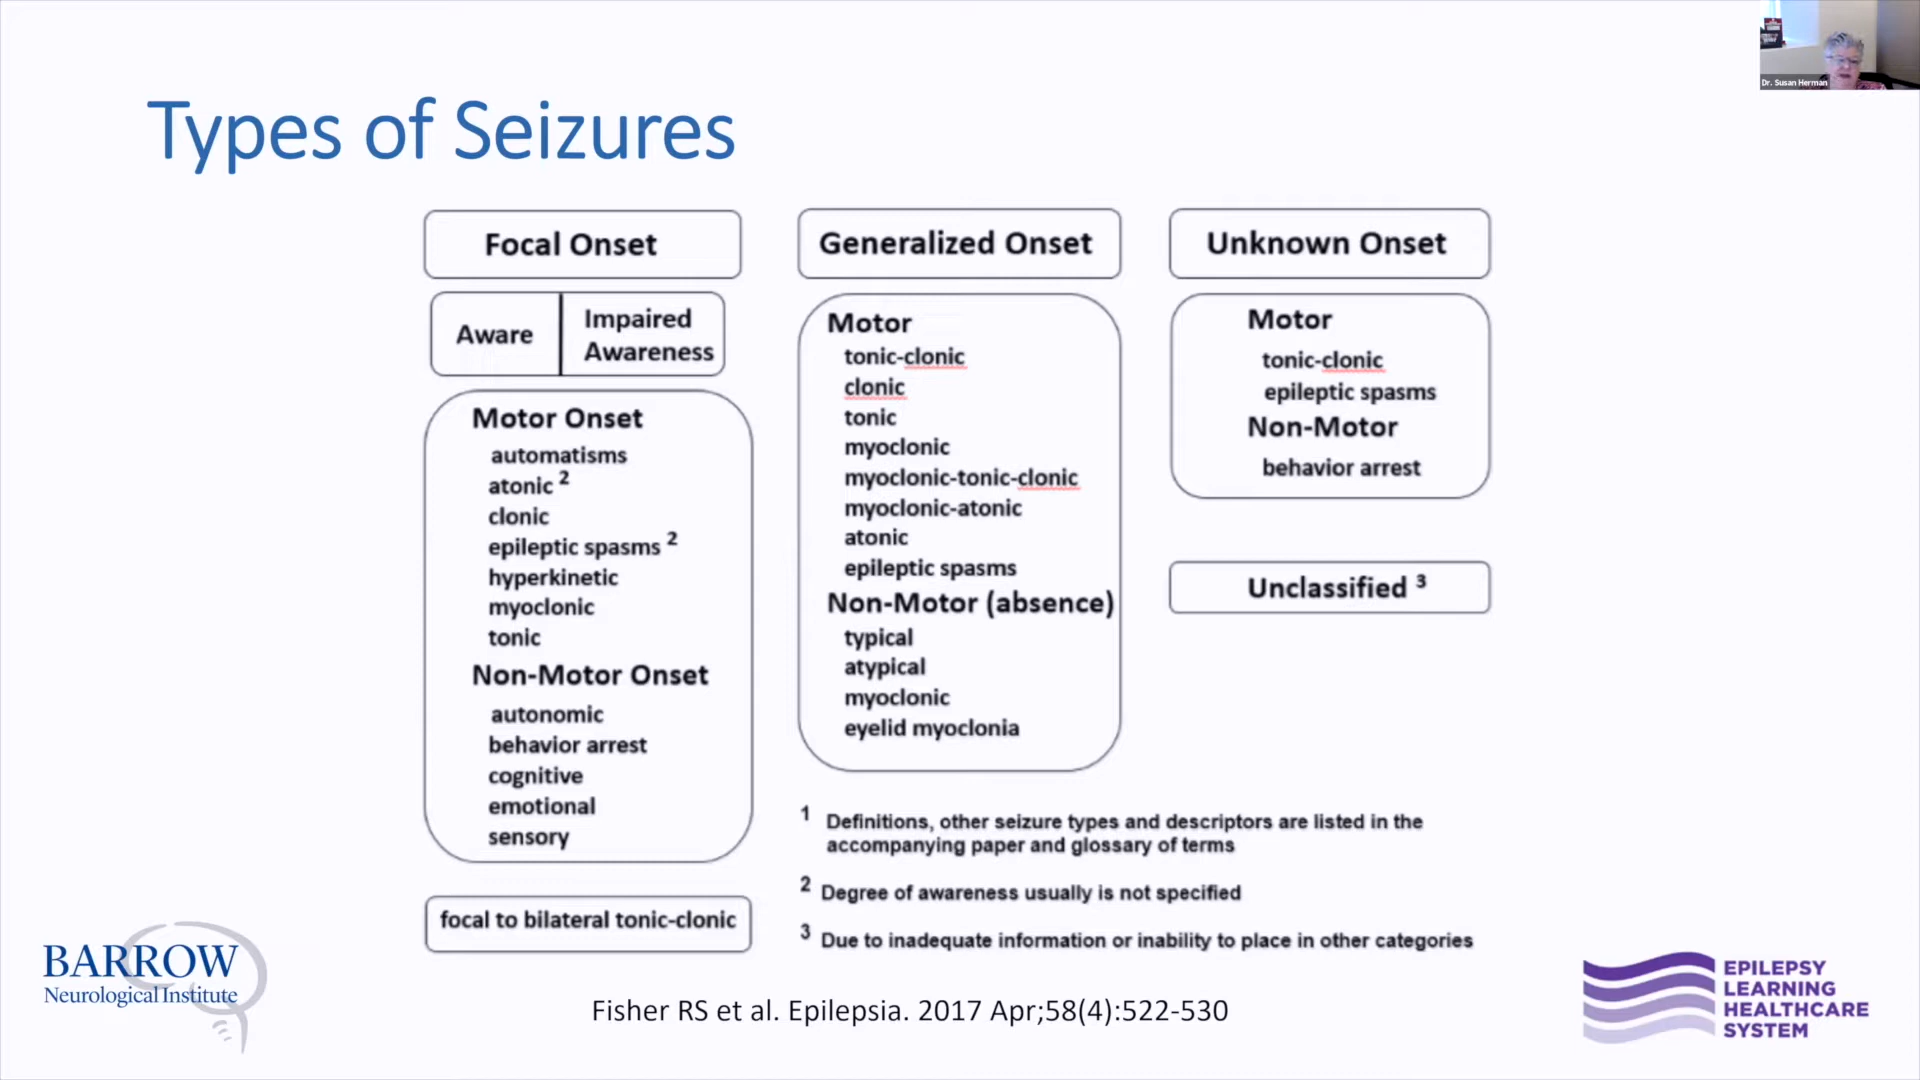 Types of Seizures
Dr. Susan Herman
Focal Onset
Aware
Impaired
Awareness
Motor Onset
automatisms
atonic 2
clonic
epileptic spasms 2
hyperkinetic
myoclonic
tonic
Non-Motor Onset
autonomic
behavior arrest
cognitive
emotional
sensory
focal to bilateral tonic-clonic
Generalized Onset
Motor
tonic-clonic
clonic
tonic
myoclonic
myoclonic-tonic-clonic
myoclonic-atonic
atonic
epileptic spasms
Non-Motor (absence)
typical
atypical
myoclonic
eyelid myoclonia
Unknown Onset
Motor
tonic-clonic
epileptic spasms
Non-Motor
behavior arrest
Unclassified 3
1 Definitions, other seizure types and descriptors are listed in the
accompanying paper and glossary of terms
2 Degree of awareness usually is not specified
3 Due to inadequate information or inability to place in other categories
BARROW
Neurological Institute
Fisher RS et al. Epilepsia. 2017 Apr;58(4):522-530
EPILEPSY
LEARNING
HEALTHCARE
SYSTEM